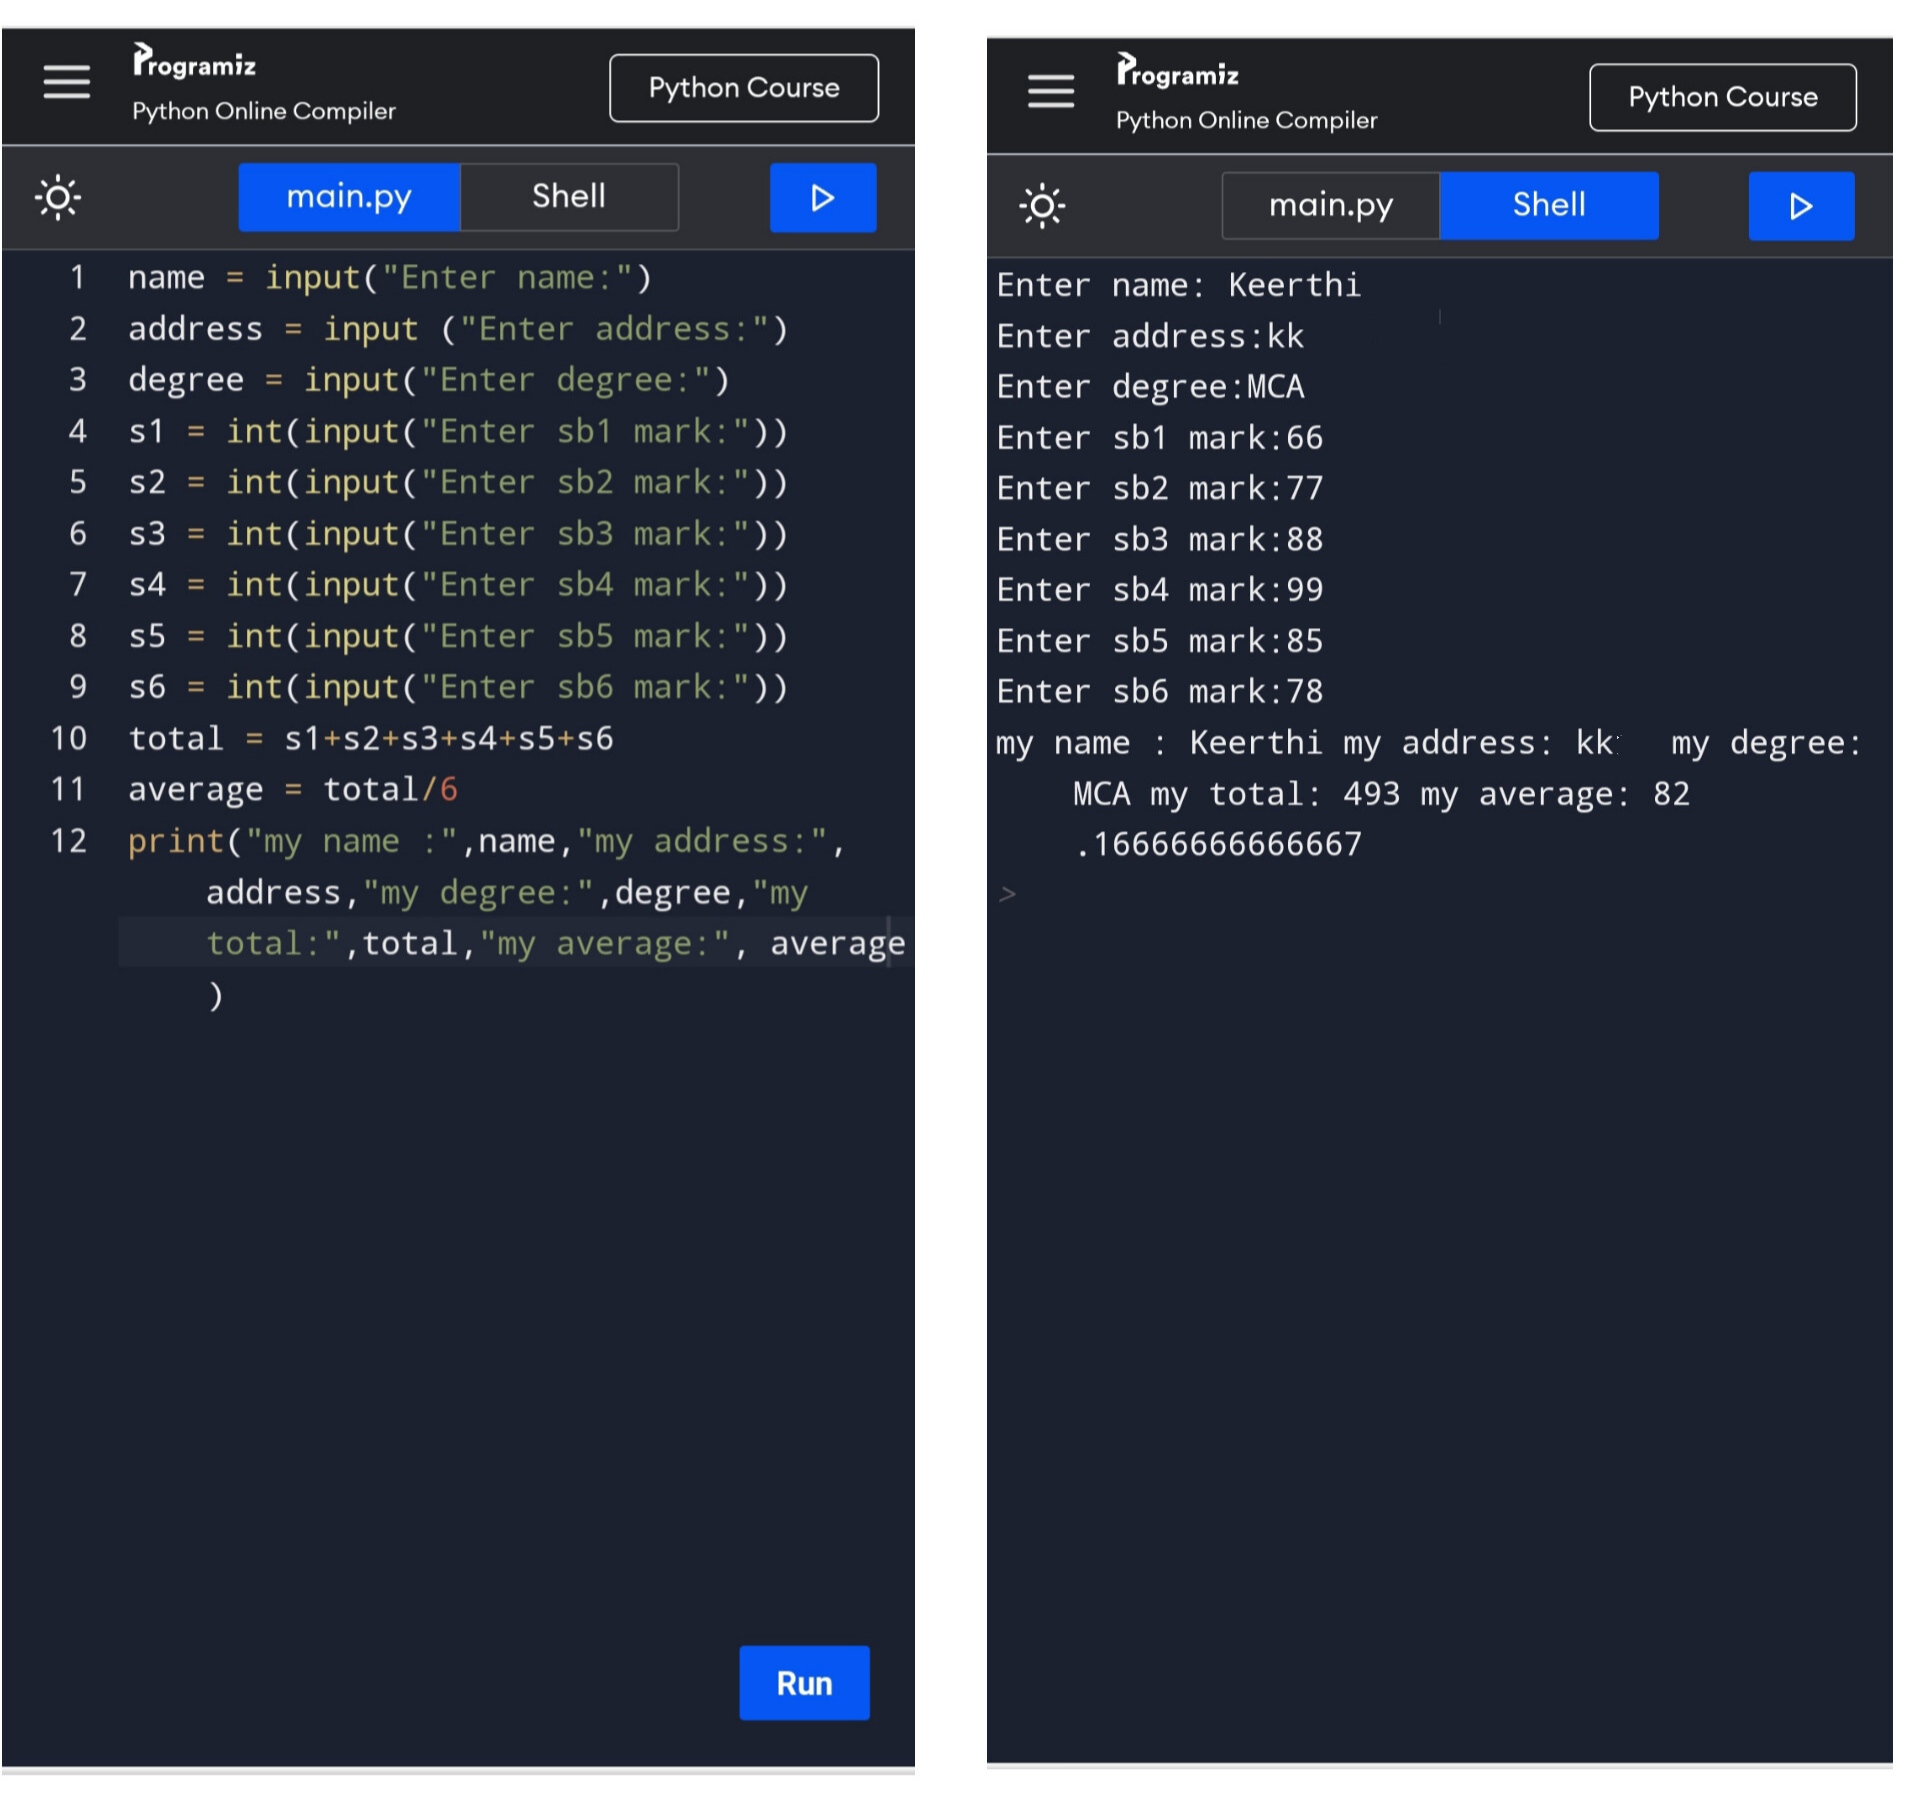 Programiz
Python Online Compiler
Python Course
main.py
Shell
1 name = input("Enter name:")
2 address = input ("Enter address:")
3 degree = input("Enter degree:")
4 s1 = int(input("Enter sb1 mark:"))
5 s2 = int(input("Enter sb2 mark:"))
6 s3 = int(input("Enter sb3 mark:"))
7 s4 = int(input("Enter sb4 mark:"))
8 s5 = int(input("Enter sb5 mark:"))
9 s6 = int(input("Enter sb6 mark:"))
10 total = s1+s2+s3+s4+s5+s6
11 average = total/6
12 print("my name :",name,"my address:",
address,"my degree:",degree,"my
total:",total,"my average:", average
)
Run
Programiz
Python Online Compiler
Python Course
main.py
Shell
Enter name: Keerthi
Enter address:kk
Enter degree:MCA
Enter sb1 mark:66
Enter sb2 mark:77
Enter sb3 mark:88
Enter sb4 mark:99
Enter sb5 mark:85
Enter sb6 mark:78
my name : Keerthi my address: kk my degree:
MCA my total: 493 my average: 82
.16666666666667
>